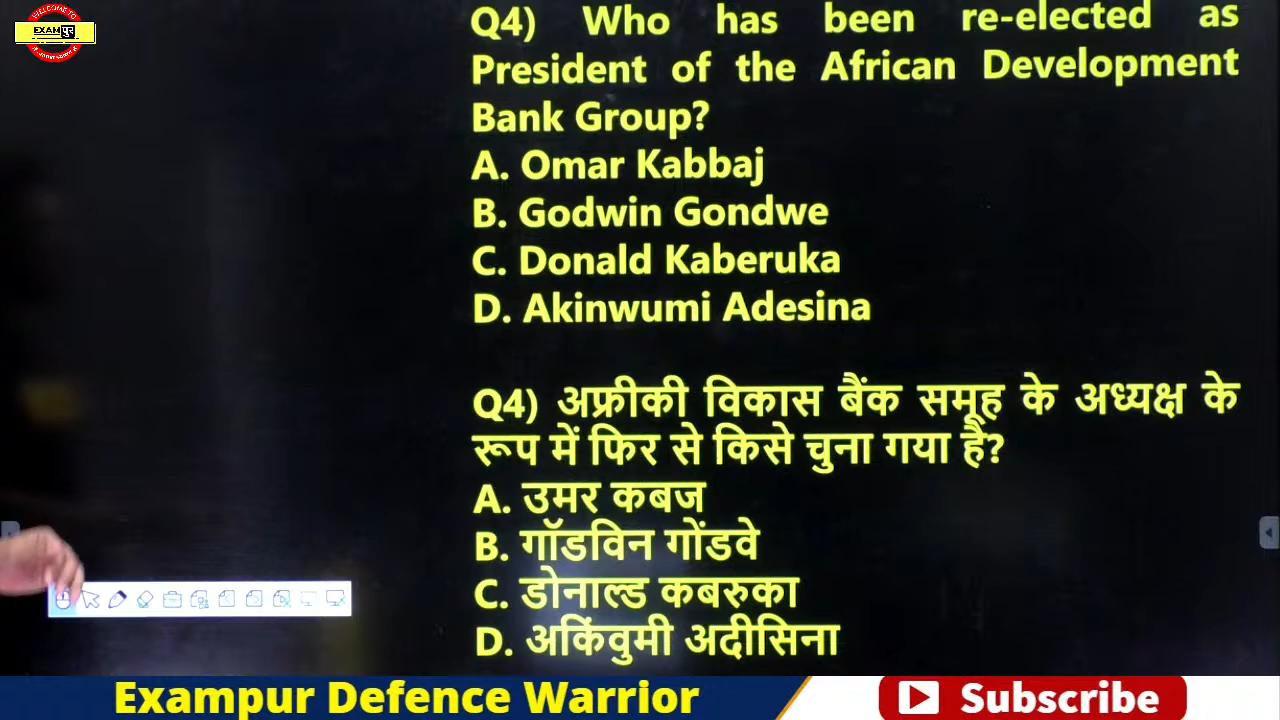 WELCOME TO
EXAM पुर
Q4) Who has been re-elected as
President of the African Development
Bank Group?
A. Omar Kabbaj
B. Godwin Gondwe
C. Donald Kaberuka
D. Akinwumi Adesina
Q4) अफ्रीकी विकास बैंक समूह के अध्यक्ष के
रूप में फिर से किसे चुना गया है?
A. उमर कबज
B. गॉडविन गोंडवे
C. डोनाल्ड कबरुका
D. अकिंवुमी अदीसिना
Exampur Defence Warrior
Subscribe